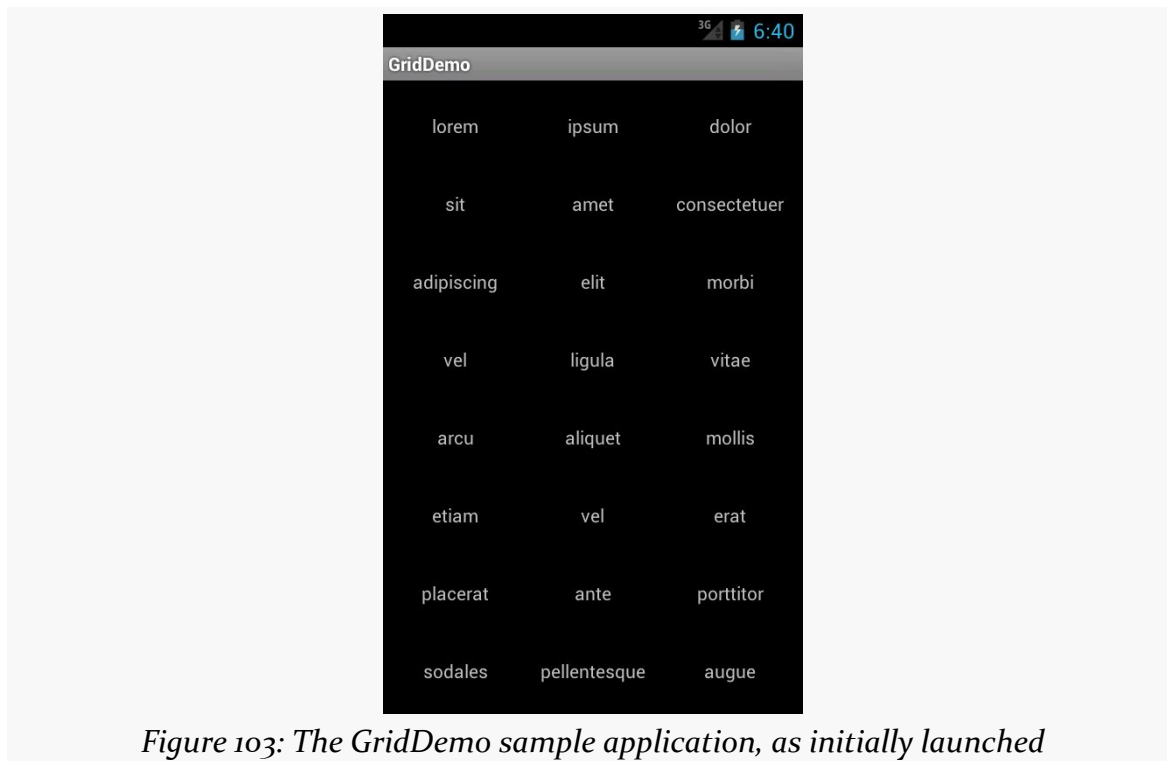 3G 6:40
GridDemo
lorem ipsum dolor
sit amet consectetuer
adipiscing elit morbi
vel ligula vitae
arcu aliquet mollis
etiam vel erat
placerat ante porttitor
sodales pellentesque augue
Figure 103: The GridDemo sample application, as initially launched